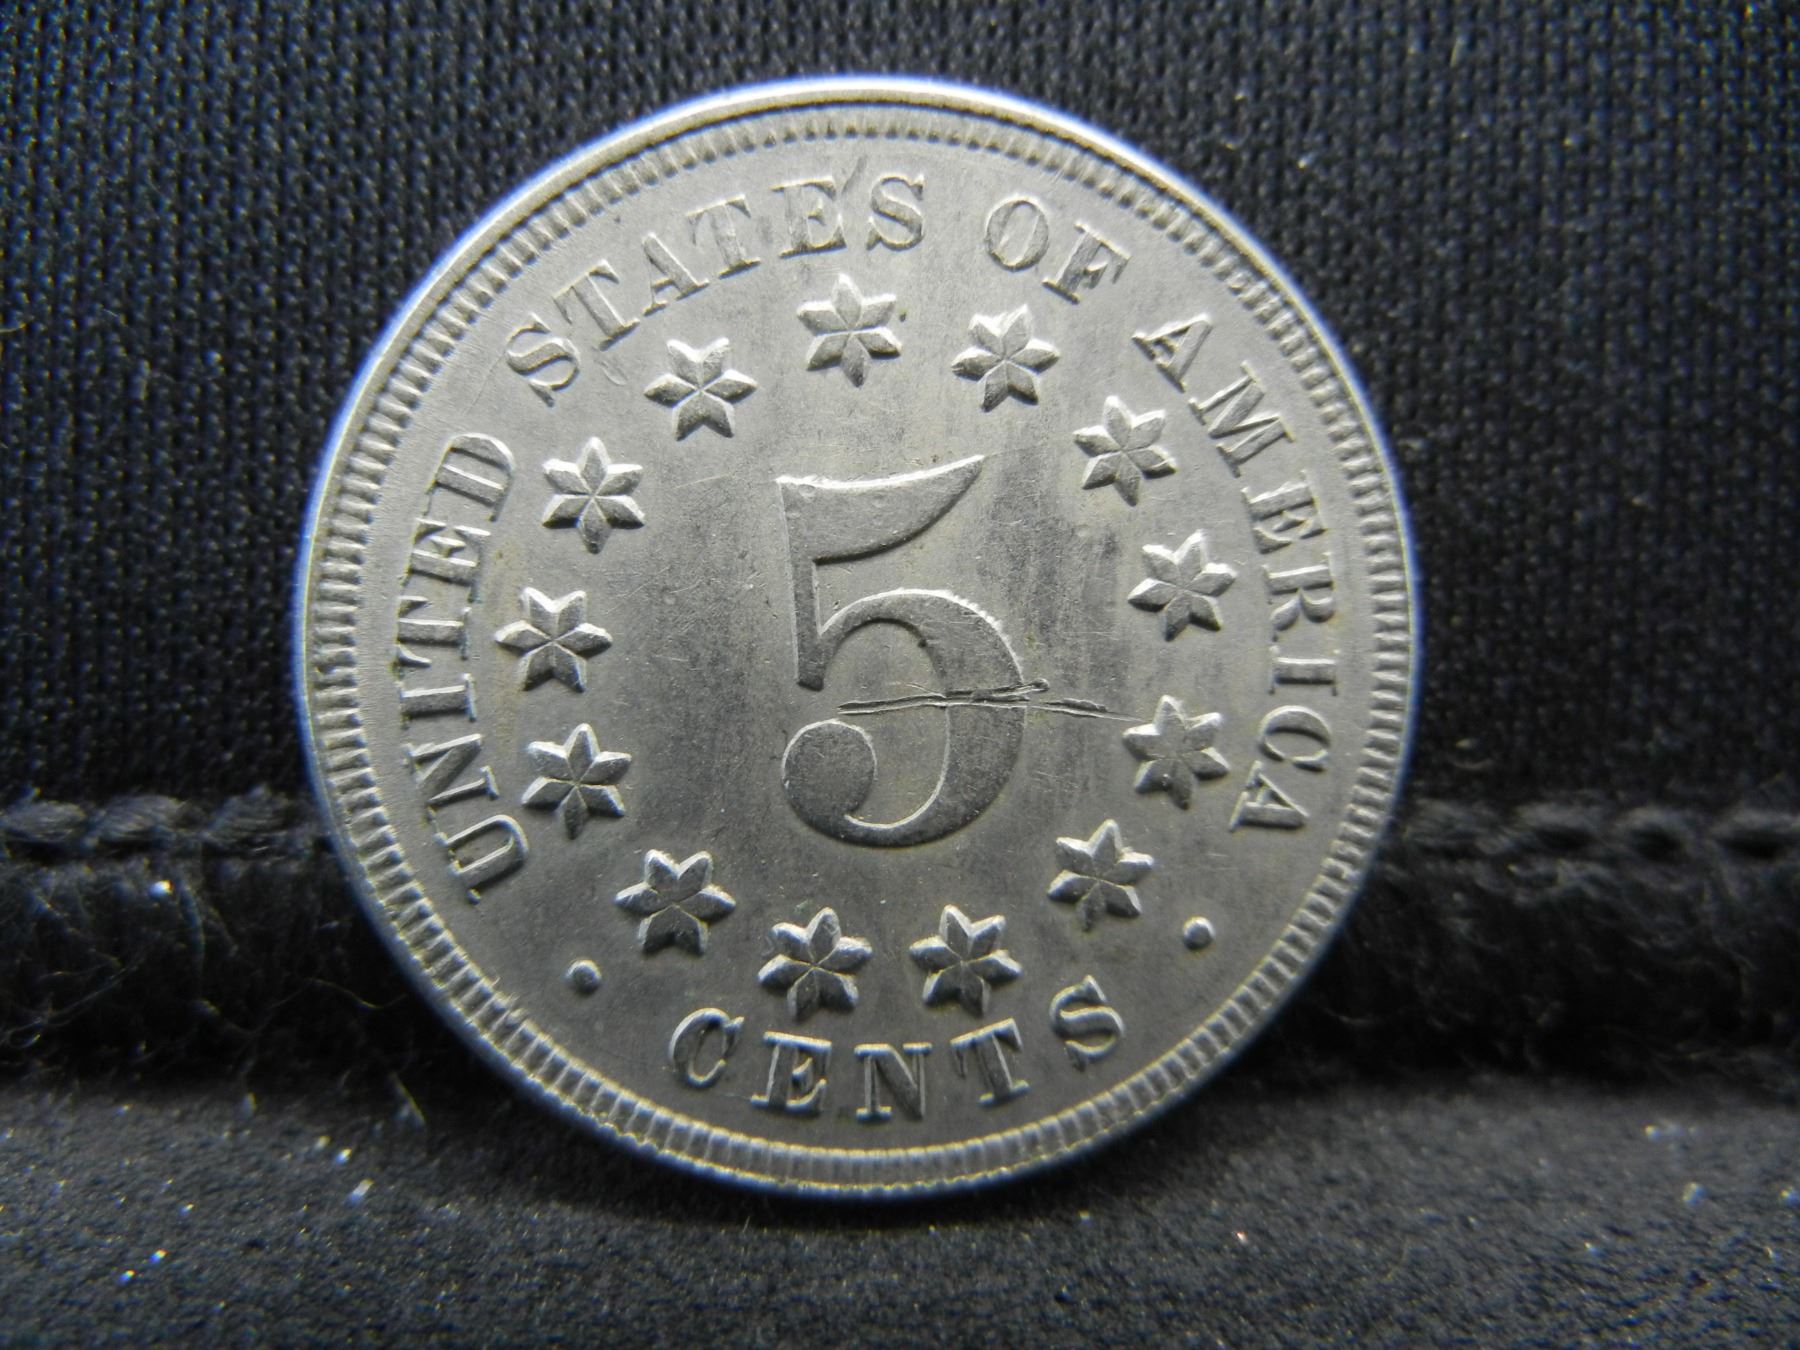 UNITED STATES OF AMERICA
5
CENTS